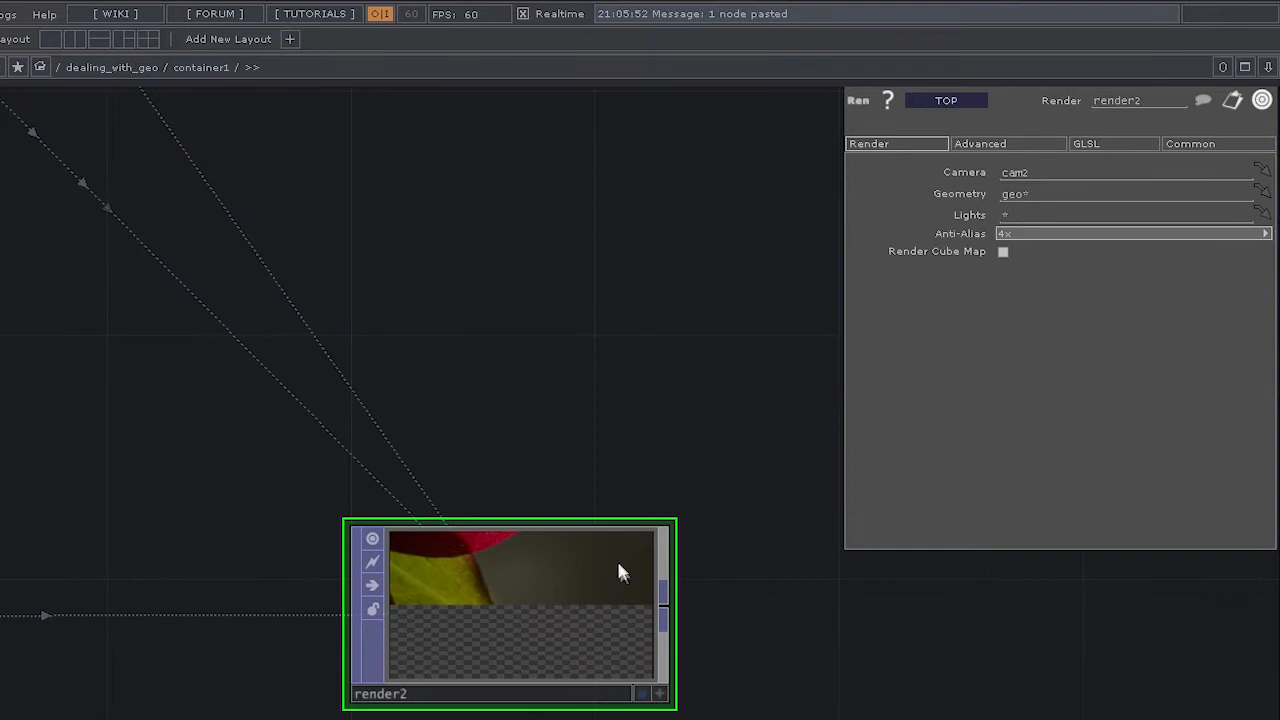 ogs Help [ WIKI ] [ FORUM ] [ TUTORIALS ] O|I 60 FPS: 60 Realtime 21:05:52 Message: 1 node pasted
ayout Add New Layout +
/ dealing_with_geo / container1 / >>
Ren ? TOP Render render2
Render Advanced GLSL Common
Camera cam2
Geometry geo*
Lights *
Anti-Alias 4x
Render Cube Map
render2